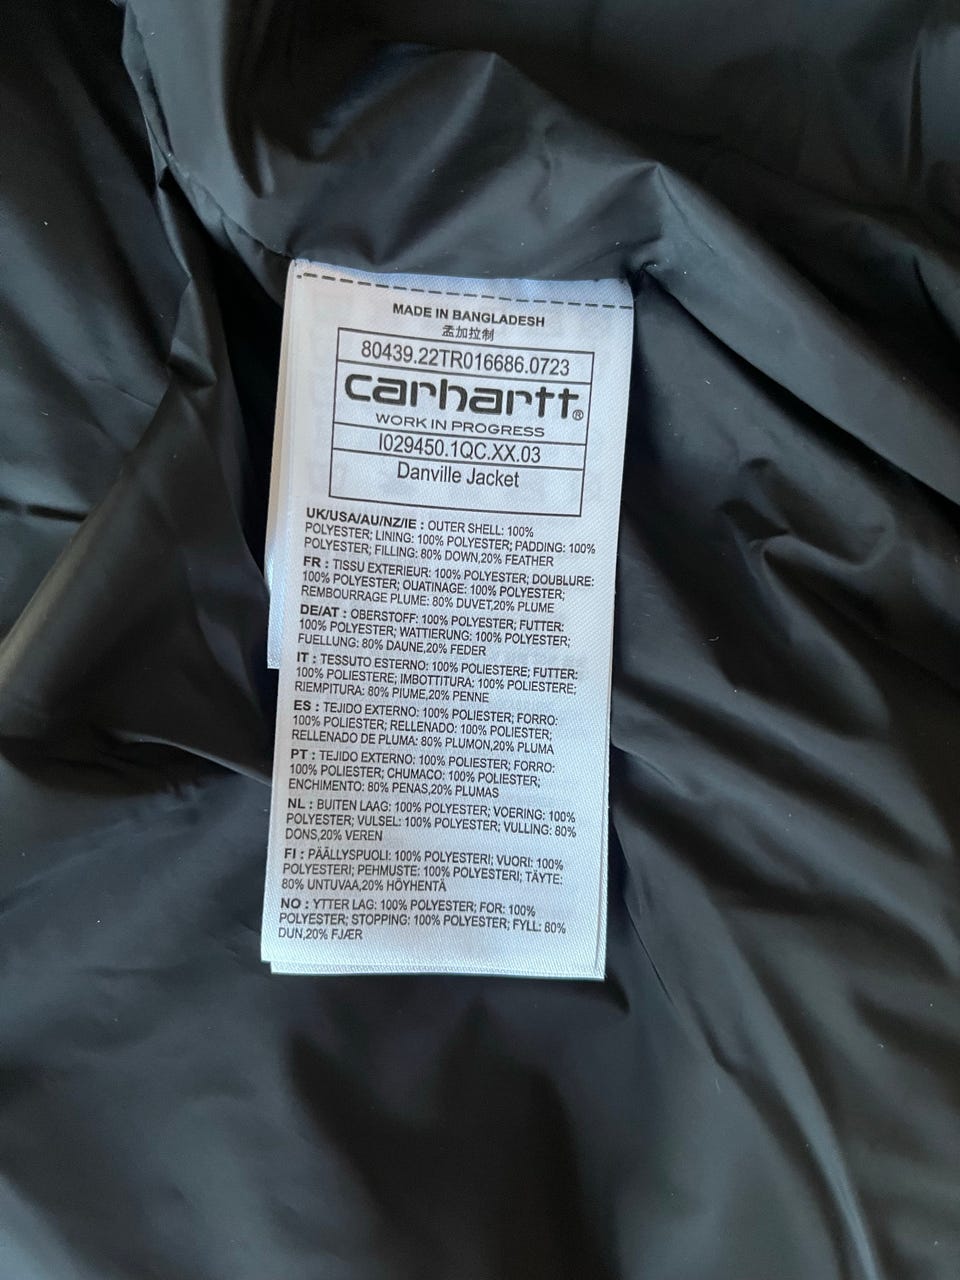 MADE IN BANGLADESH
孟加拉制
80439.22TR016686.0723
carhartt®
WORK IN PROGRESS
I029450.1QC.XX.03
Danville Jacket
UK/USA/AU/NZ/IE : OUTER SHELL: 100%
POLYESTER; LINING: 100% POLYESTER; PADDING: 100%
POLYESTER; FILLING: 80% DOWN,20% FEATHER
FR : TISSU EXTERIEUR: 100% POLYESTER; DOUBLURE:
100% POLYESTER; OUATINAGE: 100% POLYESTER;
REMBOURRAGE PLUME: 80% DUVET,20% PLUME
DE/AT : OBERSTOFF: 100% POLYESTER; FUTTER:
100% POLYESTER; WATTIERUNG: 100% POLYESTER;
FUELLUNG: 80% DAUNE,20% FEDER
IT : TESSUTO ESTERNO: 100% POLIESTERE; FUTTER:
100% POLIESTERE; IMBOTTITURA: 100% POLIESTERE;
RIEMPITURA: 80% PIUME,20% PENNE
ES : TEJIDO EXTERNO: 100% POLIESTER; FORRO:
100% POLIESTER; RELLENADO: 100% POLIESTER;
RELLENADO DE PLUMA: 80% PLUMON,20% PLUMA
PT : TEJIDO EXTERNO: 100% POLIESTER; FORRO:
100% POLIESTER; CHUMACO: 100% POLIESTER;
ENCHIMENTO: 80% PENAS,20% PLUMAS
NL : BUITEN LAAG: 100% POLYESTER; VOERING: 100%
POLYESTER; VULSEL: 100% POLYESTER; VULLING: 80%
DONS,20% VEREN
FI : PÄÄLLYSPUOLI: 100% POLYESTERI; VUORI: 100%
POLYESTERI; PEHMUSTE: 100% POLYESTERI; TÄYTE:
80% UNTUVAA,20% HÖYHENTÄ
NO : YTTER LAG: 100% POLYESTER; FOR: 100%
POLYESTER; STOPPING: 100% POLYESTER; FYLL: 80%
DUN,20% FJÆR